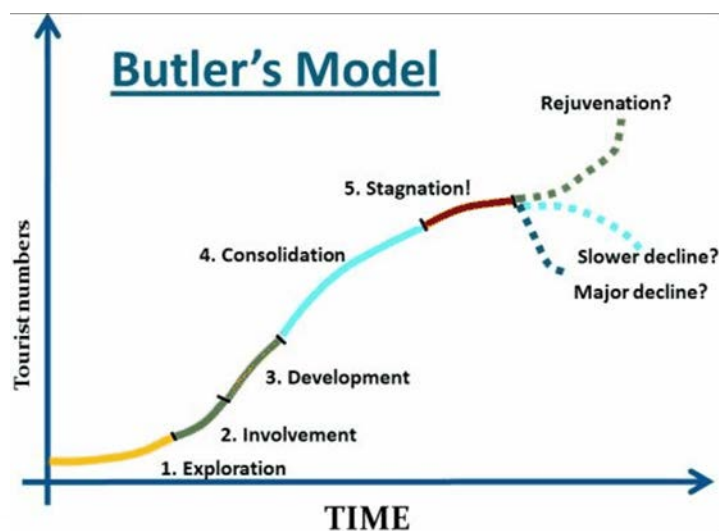 Butler's Model
Rejuvenation?
5. Stagnation!
4. Consolidation
Slower decline?
Major decline?
3. Development
2. Involvement
1. Exploration
Tourist numbers
TIME